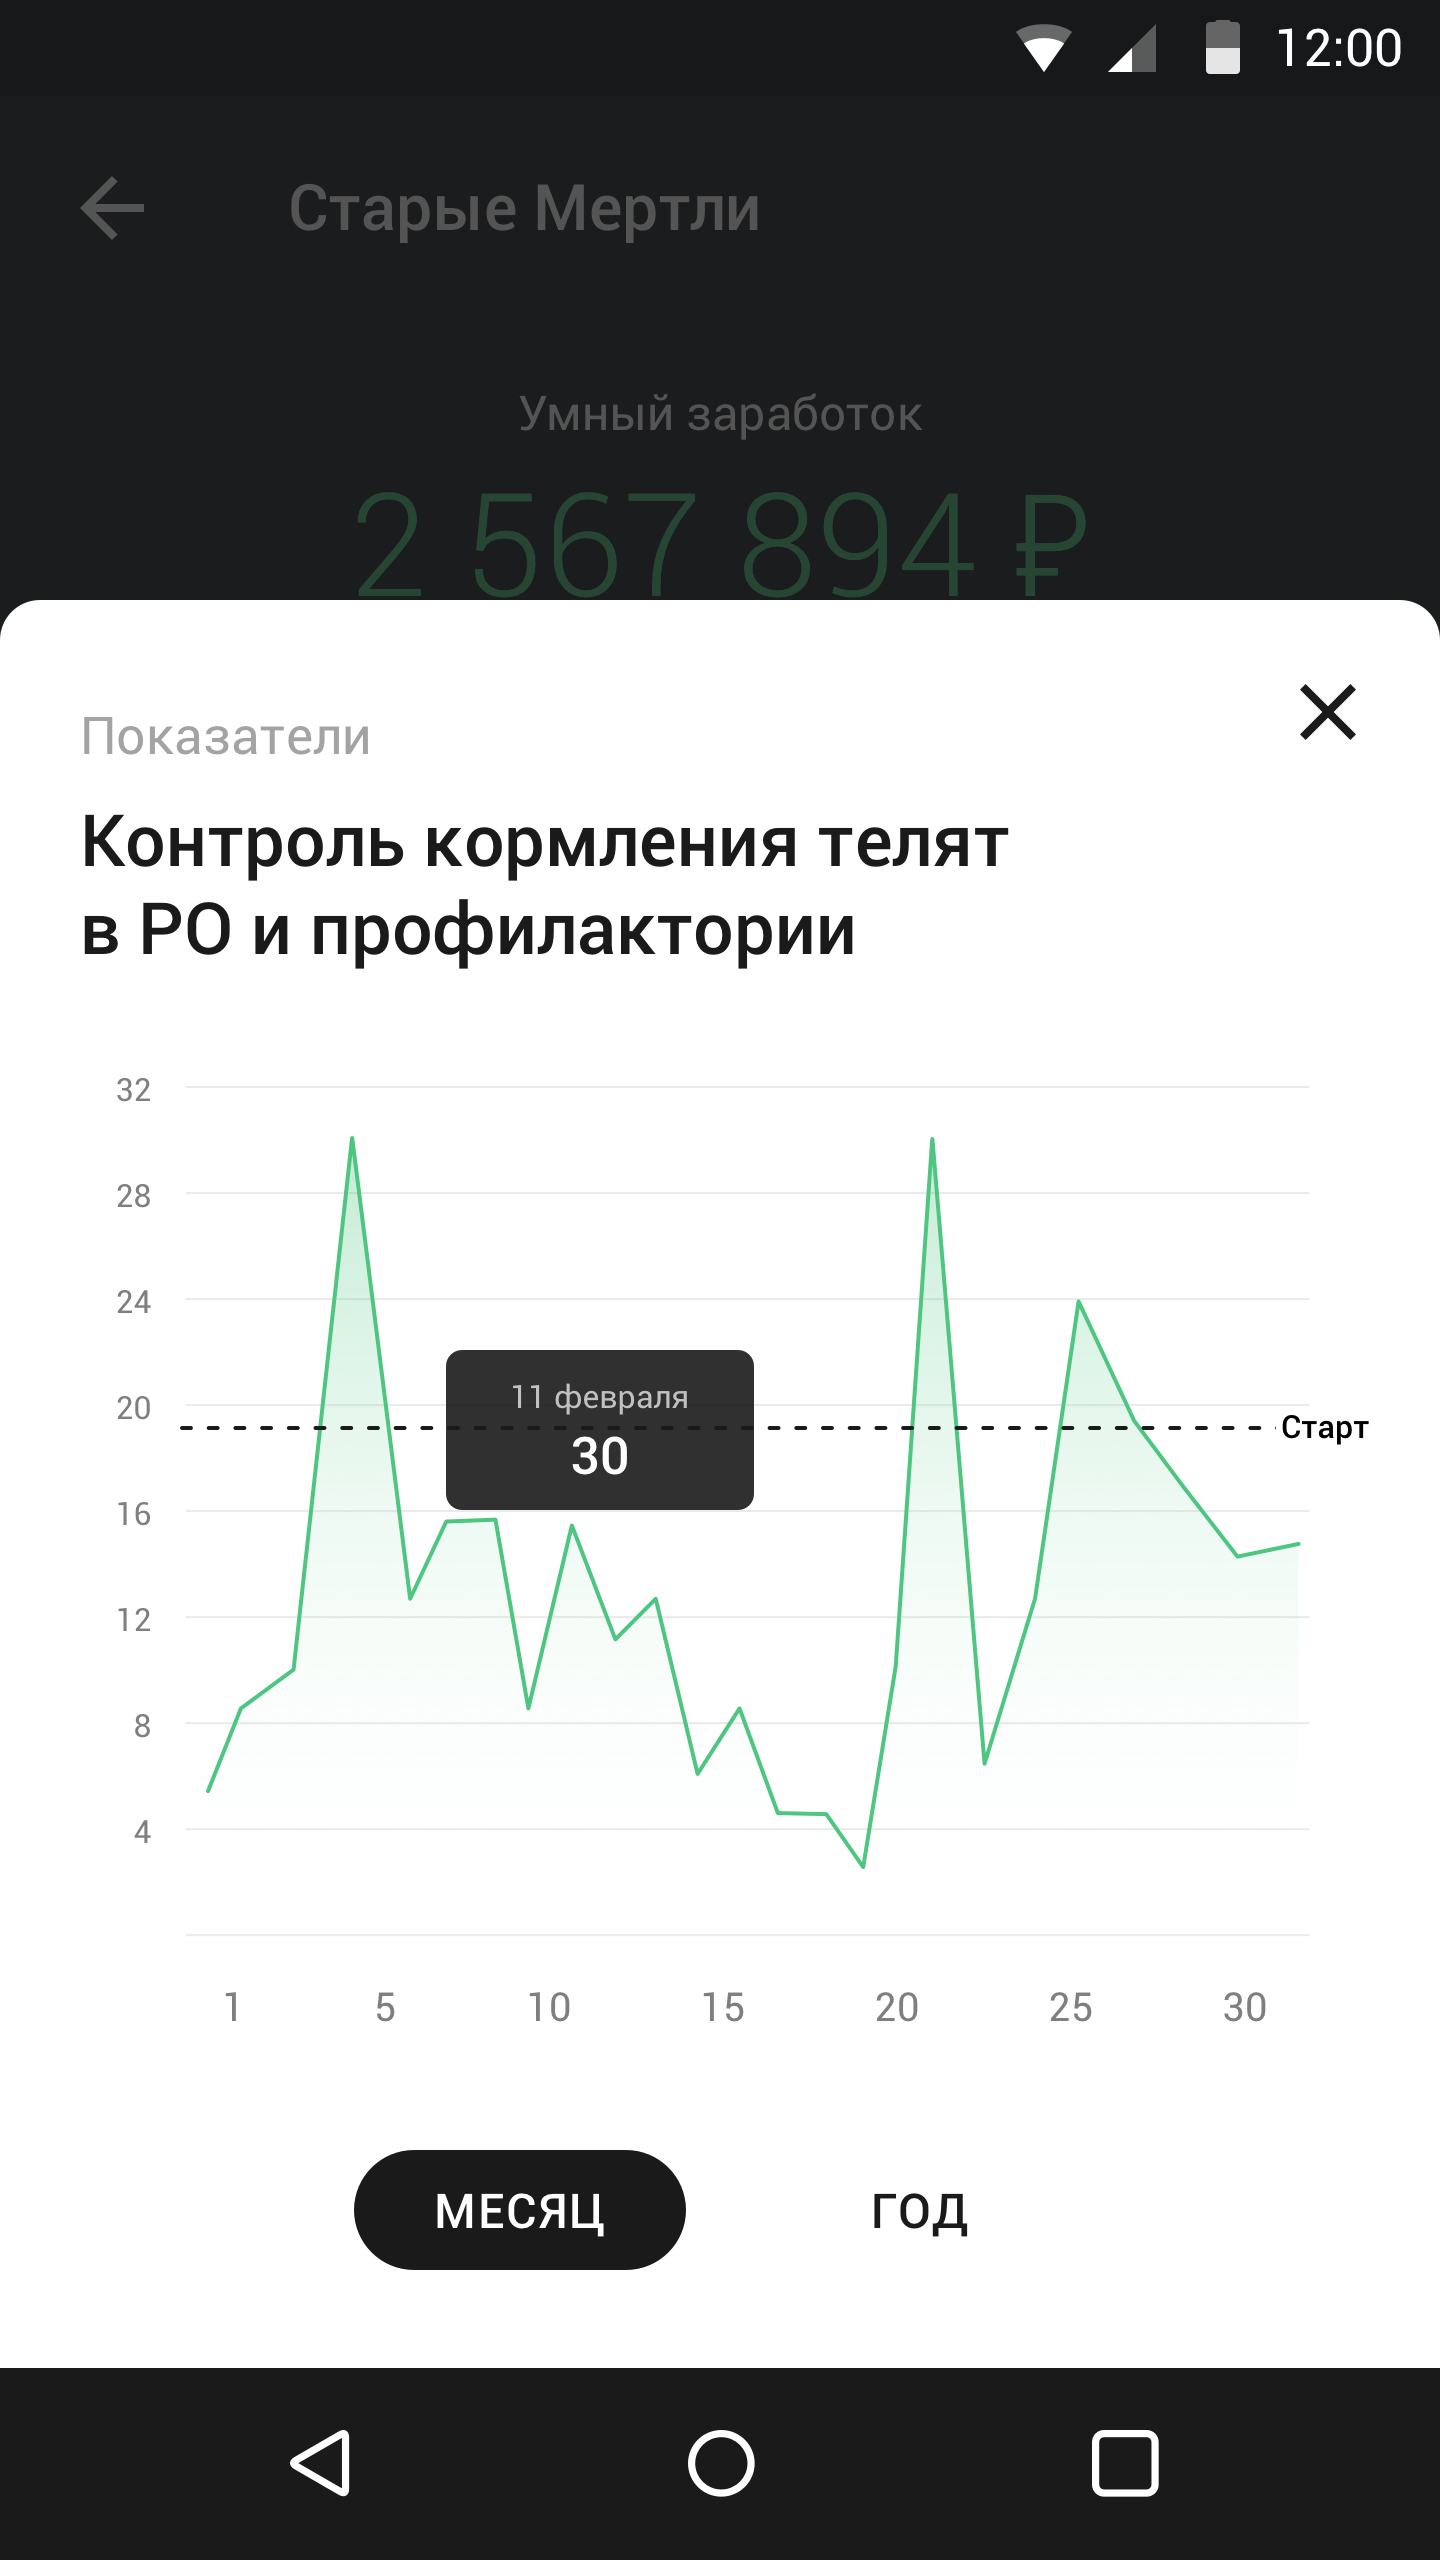 12:00
Старые Мертли
Умный заработок
2 567 894 ₽
Показатели
Контроль кормления телят
в РО и профилактории
32
28
24
11 февраля
20
Старт
30
16
12
8
4
1 5 10 15 20 25 30
МЕСЯЦ ГОД